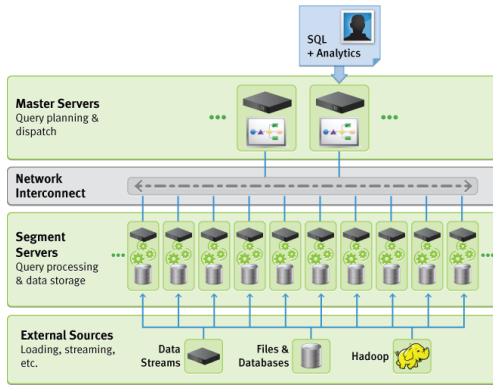 SQL
+ Analytics
Master Servers
Query planning &
dispatch
Network
Interconnect
Segment
Servers
Query processing
& data storage
External Sources
Loading, streaming,
etc.
Data
Streams
Files &
Databases
Hadoop